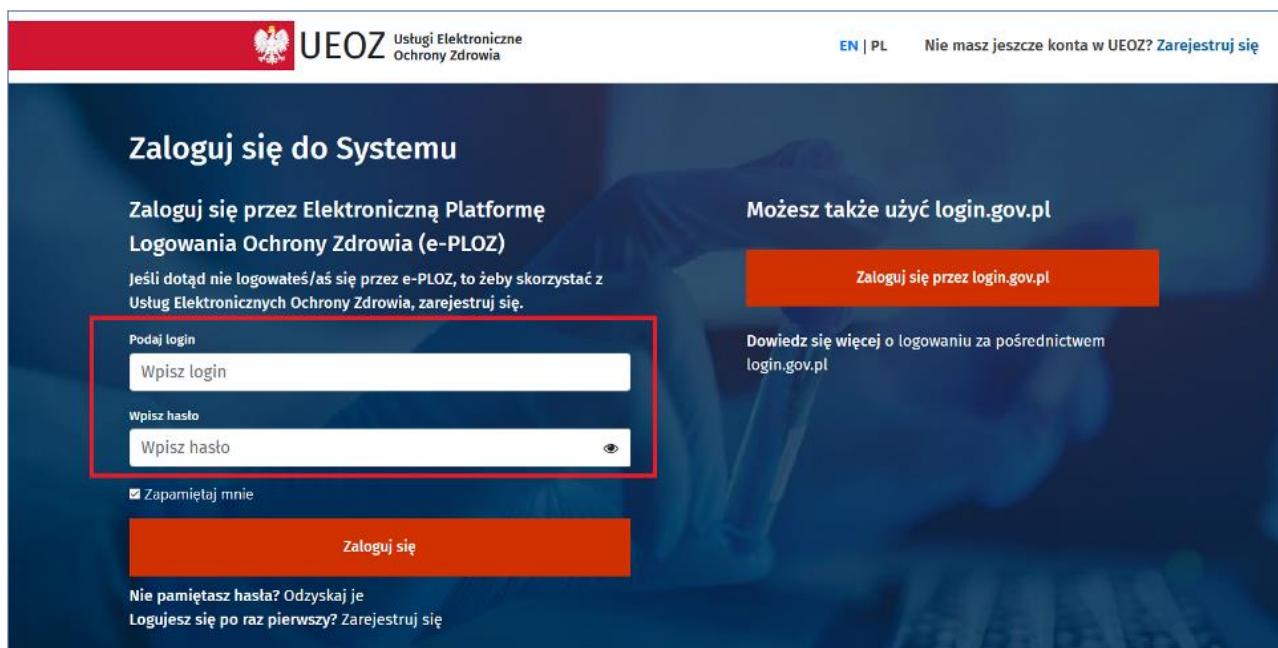 UEOZ Usługi Elektroniczne
Ochrony Zdrowia
EN | PL
Nie masz jeszcze konta w UEOZ? Zarejestruj się
Zaloguj się do Systemu
Zaloguj się przez Elektroniczną Platformę
Logowania Ochrony Zdrowia (e-PLOZ)
Jeśli dotąd nie logowałeś/aś się przez e-PLOZ, to żeby skorzystać z
Usług Elektronicznych Ochrony Zdrowia, zarejestruj się.
Podaj login
Wpisz login
Wpisz hasło
Wpisz hasło
Zapamiętaj mnie
Zaloguj się
Nie pamiętasz hasła? Odzyskaj je
Logujesz się po raz pierwszy? Zarejestruj się
Możesz także użyć login.gov.pl
Zaloguj się przez login.gov.pl
Dowiedz się więcej o logowaniu za pośrednictwem
login.gov.pl